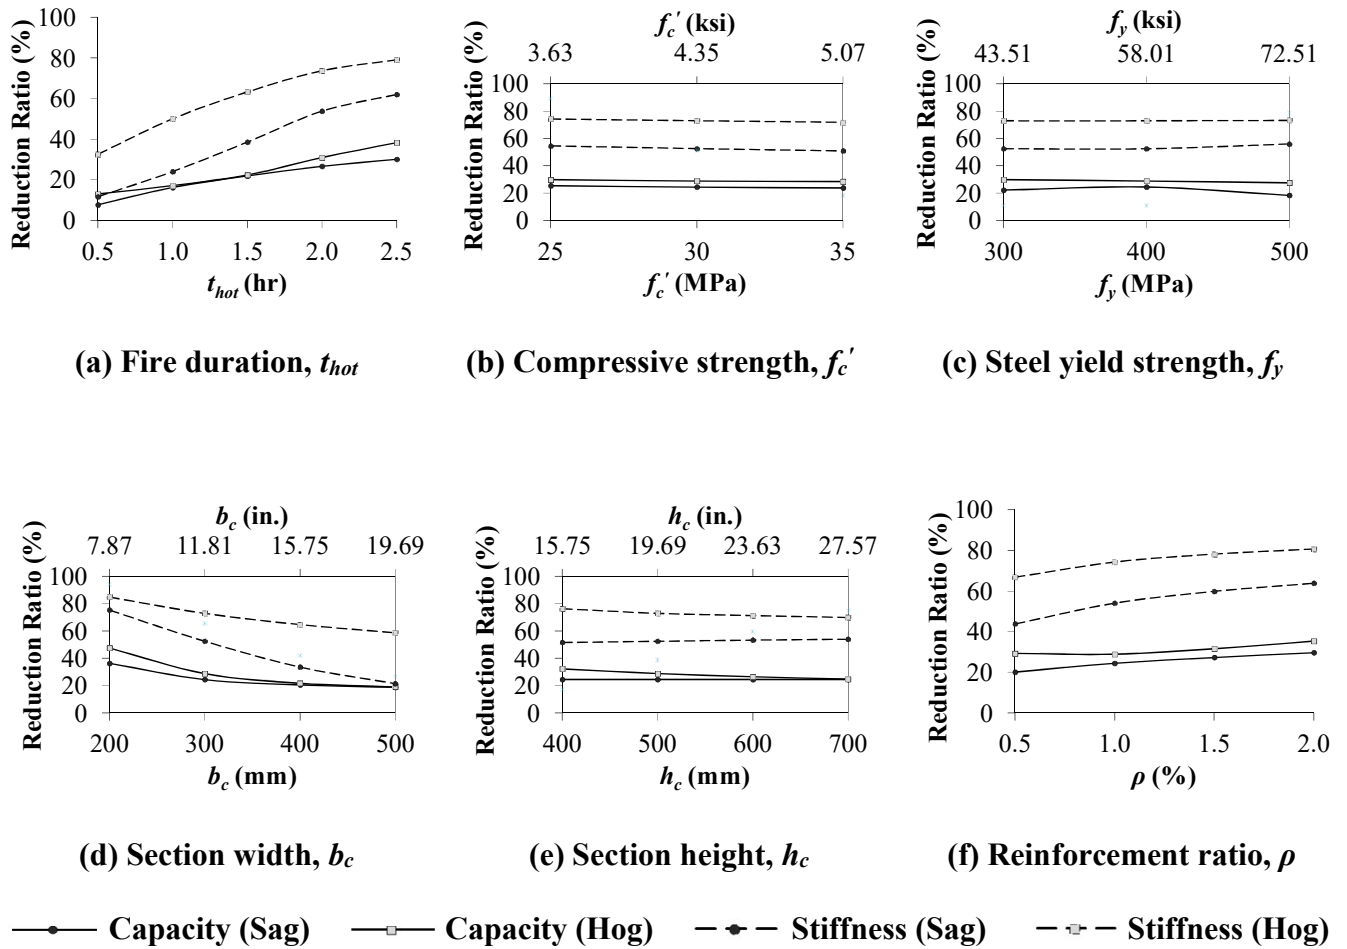 Reduction Ratio (%)
100
80
60
40
20
0
0.5 1.0 1.5 2.0 2.5
t_hot (hr)
(a) Fire duration, t_hot
f_c' (ksi)
3.63 4.35 5.07
Reduction Ratio (%)
100
80
60
40
20
0
25 30 35
f_c' (MPa)
(b) Compressive strength, f_c'
f_y (ksi)
43.51 58.01 72.51
Reduction Ratio (%)
100
80
60
40
20
0
300 400 500
f_y (MPa)
(c) Steel yield strength, f_y
b_c (in.)
7.87 11.81 15.75 19.69
Reduction Ratio (%)
100
80
60
40
20
0
200 300 400 500
b_c (mm)
(d) Section width, b_c
h_c (in.)
15.75 19.69 23.63 27.57
Reduction Ratio (%)
100
80
60
40
20
0
400 500 600 700
h_c (mm)
(e) Section height, h_c
Reduction Ratio (%)
100
80
60
40
20
0
0.5 1.0 1.5 2.0
ρ (%)
(f) Reinforcement ratio, ρ
Capacity (Sag) Capacity (Hog) Stiffness (Sag) Stiffness (Hog)